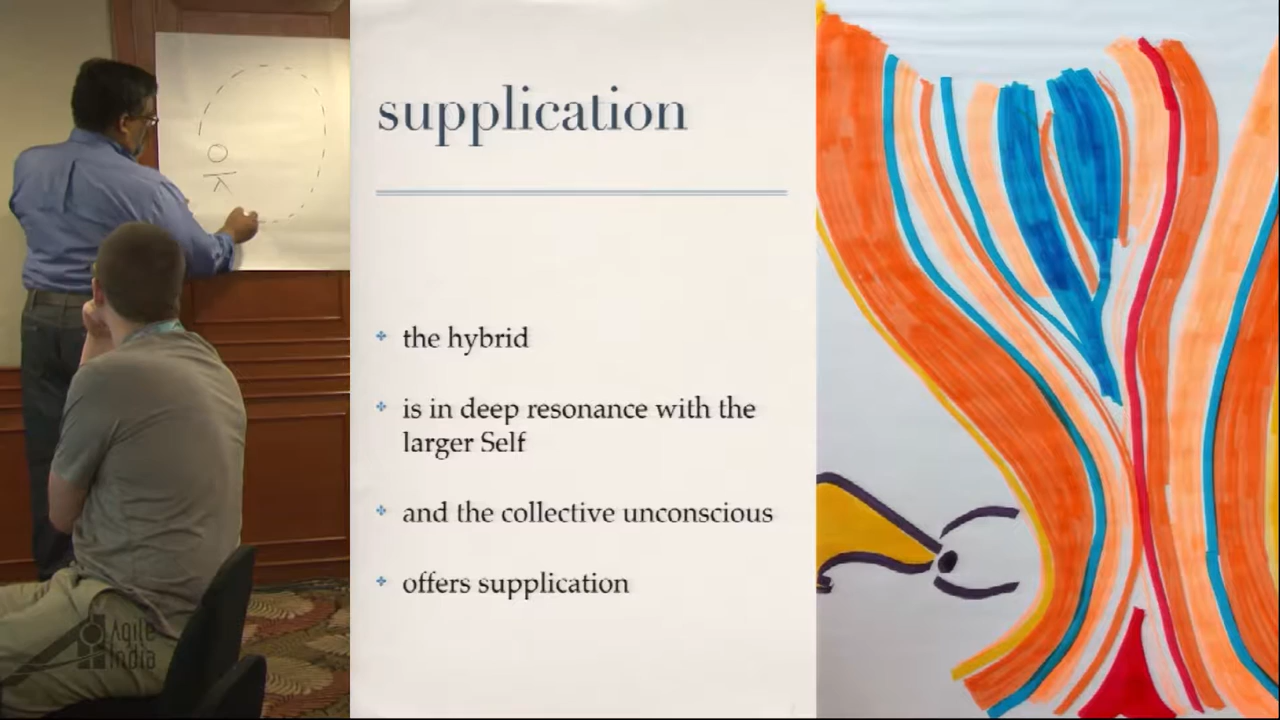 OK
supplication
the hybrid
is in deep resonance with the
larger Self
and the collective unconscious
offers supplication
Agile
India